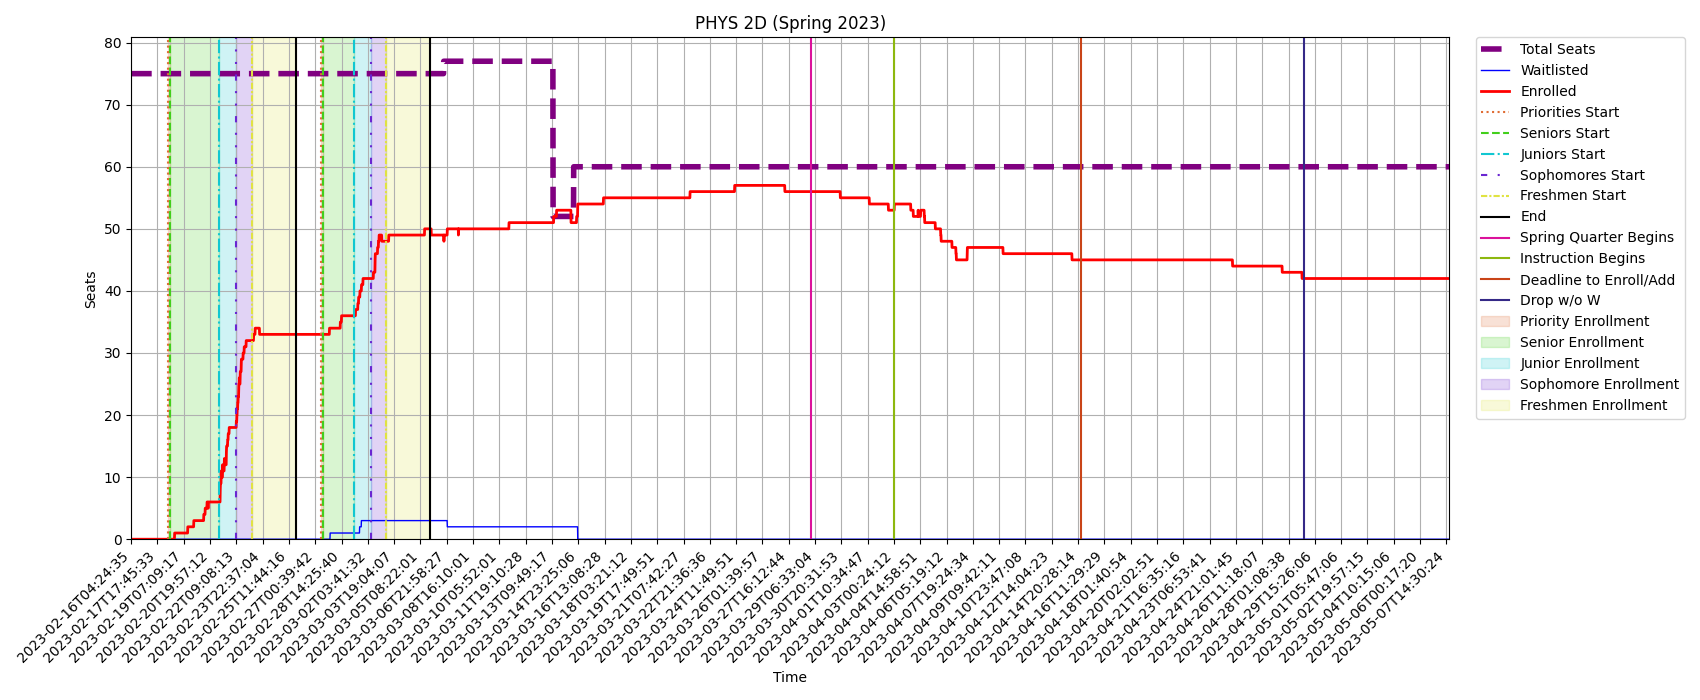 PHYS 2D (Spring 2023)
Seats
80
70
60
50
40
30
20
10
0
2023-02-16T04:24:35
2023-02-17T17:45:33
2023-02-19T07:09:17
2023-02-20T19:57:12
2023-02-22T09:08:13
2023-02-23T22:37:04
2023-02-25T11:44:16
2023-02-27T00:39:42
2023-02-28T14:25:40
2023-03-02T03:41:32
2023-03-03T19:04:07
2023-03-05T08:22:01
2023-03-06T21:58:27
2023-03-08T16:10:01
2023-03-10T05:52:01
2023-03-11T19:10:28
2023-03-13T09:49:17
2023-03-14T23:25:06
2023-03-16T13:08:28
2023-03-18T03:21:12
2023-03-19T17:49:51
2023-03-21T07:42:27
2023-03-22T21:36:36
2023-03-24T11:49:51
2023-03-26T01:39:57
2023-03-27T16:12:44
2023-03-29T06:33:04
2023-03-30T20:31:53
2023-04-01T10:34:47
2023-04-03T00:24:12
2023-04-04T14:58:51
2023-04-06T05:19:12
2023-04-07T19:24:34
2023-04-09T09:42:11
2023-04-10T23:47:08
2023-04-12T14:04:23
2023-04-14T20:28:14
2023-04-16T11:29:29
2023-04-18T01:40:54
2023-04-20T02:02:51
2023-04-21T16:35:16
2023-04-23T06:53:41
2023-04-24T21:01:45
2023-04-26T11:18:07
2023-04-28T01:08:38
2023-04-29T15:26:06
2023-05-01T05:47:06
2023-05-02T19:57:15
2023-05-04T10:15:06
2023-05-06T00:17:20
2023-05-07T14:30:24
Time
Total Seats
Waitlisted
Enrolled
Priorities Start
Seniors Start
Juniors Start
Sophomores Start
Freshmen Start
End
Spring Quarter Begins
Instruction Begins
Deadline to Enroll/Add
Drop w/o W
Priority Enrollment
Senior Enrollment
Junior Enrollment
Sophomore Enrollment
Freshmen Enrollment